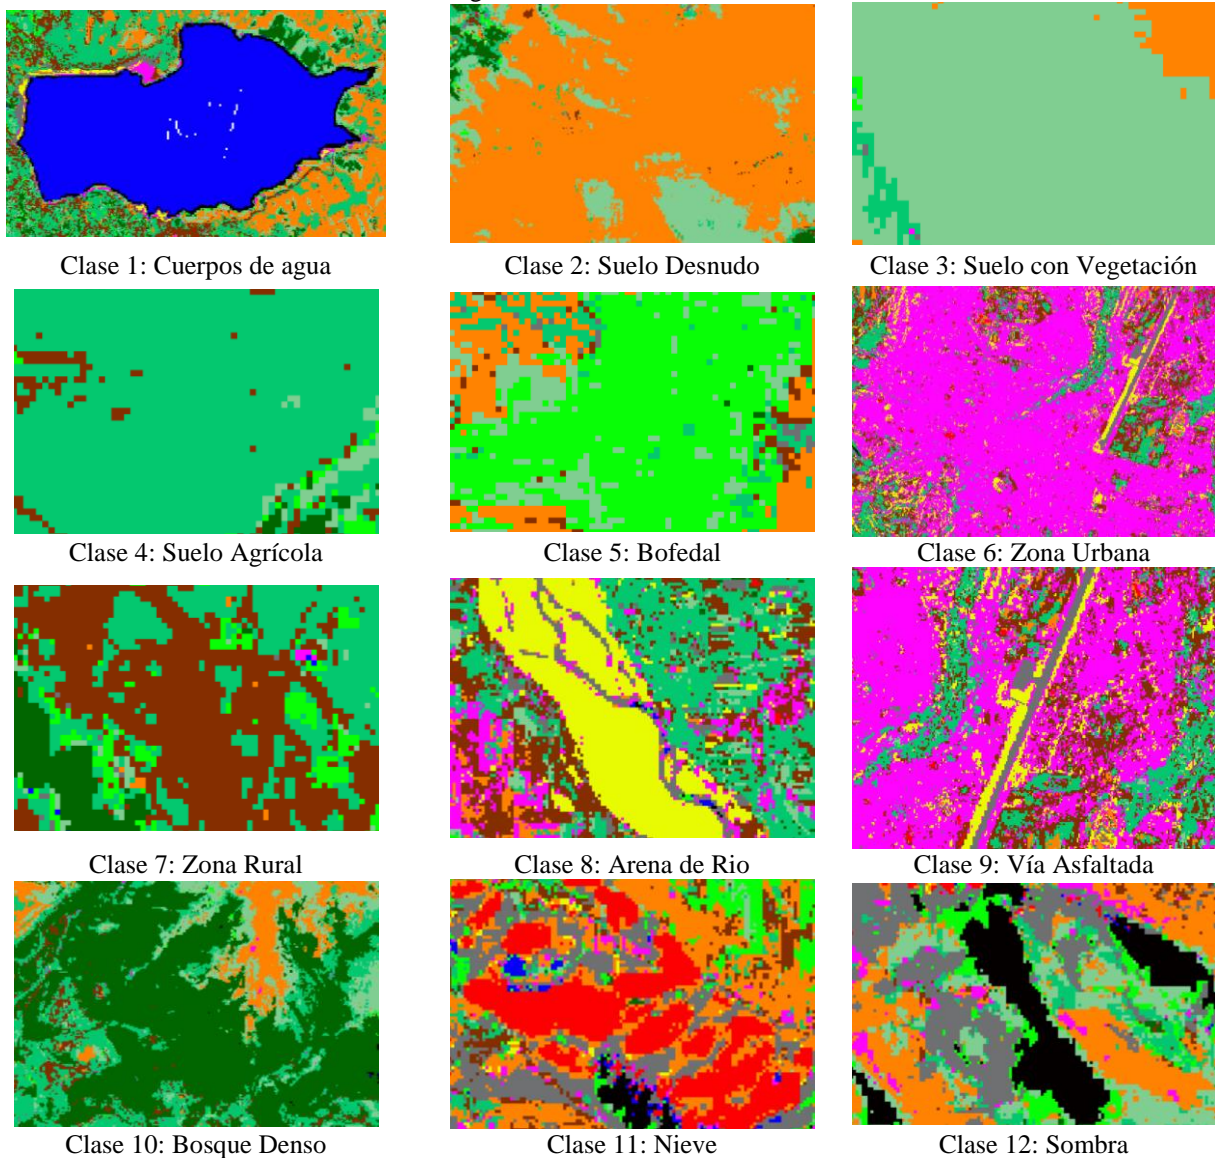 Clase 1: Cuerpos de agua
Clase 2: Suelo Desnudo
Clase 3: Suelo con Vegetación
Clase 4: Suelo Agrícola
Clase 5: Bofedal
Clase 6: Zona Urbana
Clase 7: Zona Rural
Clase 8: Arena de Rio
Clase 9: Vía Asfaltada
Clase 10: Bosque Denso
Clase 11: Nieve
Clase 12: Sombra